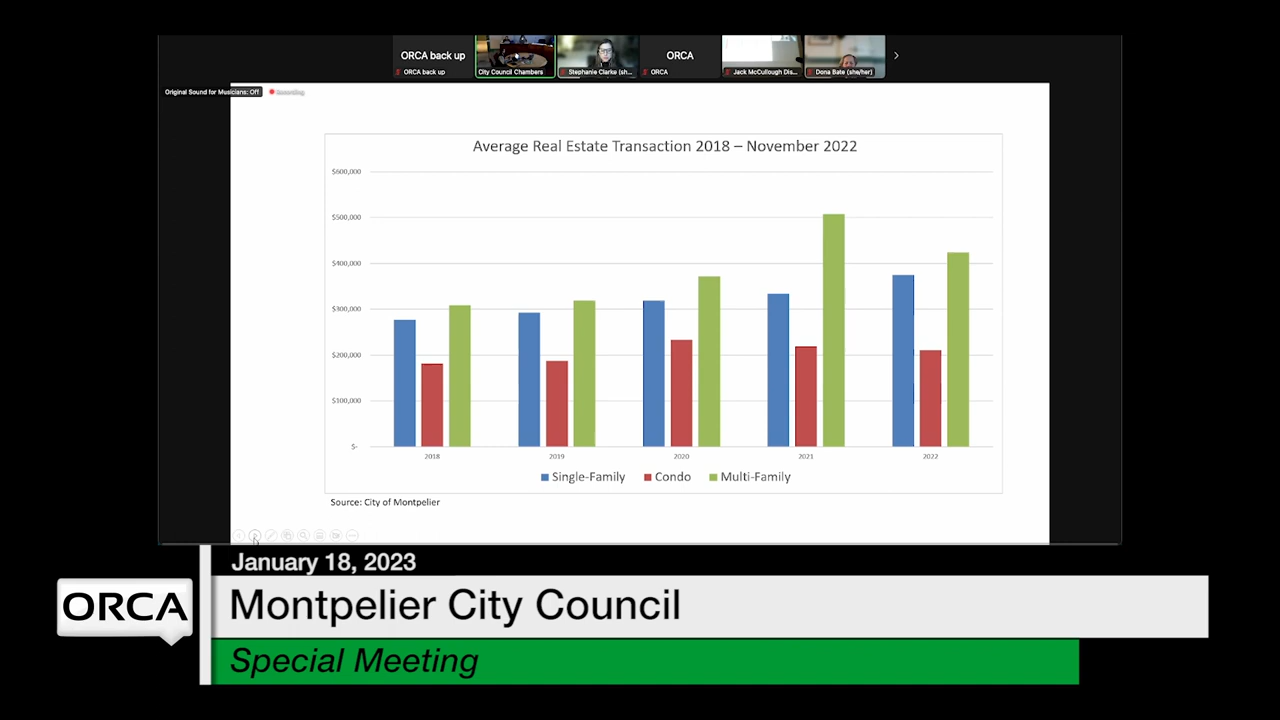 ORCA back up
ORCA
ORCA back up
City Council Chambers
Stephanie Clarke (sh...
ORCA
Jack McCullough Dis...
Dona Bate (she/her)
Original Sound for Musicians: Off
Recording
Average Real Estate Transaction 2018 – November 2022
$600,000
$500,000
$400,000
$300,000
$200,000
$100,000
$-
2018
2019
2020
2021
2022
Single-Family
Condo
Multi-Family
Source: City of Montpelier
January 18, 2023
ORCA
Montpelier City Council
Special Meeting